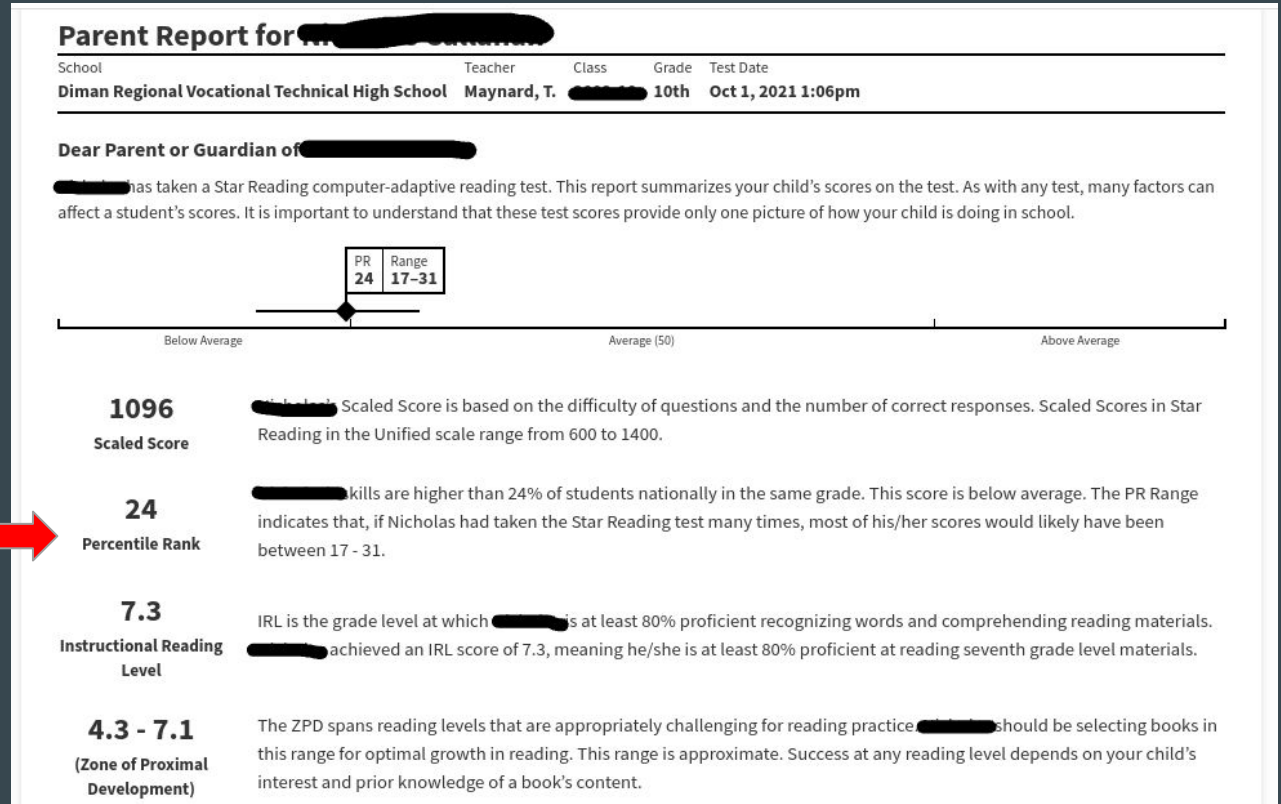 Parent Report for
School Teacher Class Grade Test Date
Diman Regional Vocational Technical High School Maynard, T. 10th Oct 1, 2021 1:06pm
Dear Parent or Guardian of
has taken a Star Reading computer-adaptive reading test. This report summarizes your child's scores on the test. As with any test, many factors can
affect a student's scores. It is important to understand that these test scores provide only one picture of how your child is doing in school.
PR Range
24 17–31
Below Average Average (50) Above Average
1096
Scaled Score
Scaled Score is based on the difficulty of questions and the number of correct responses. Scaled Scores in Star
Reading in the Unified scale range from 600 to 1400.
24
Percentile Rank
kills are higher than 24% of students nationally in the same grade. This score is below average. The PR Range
indicates that, if Nicholas had taken the Star Reading test many times, most of his/her scores would likely have been
between 17 - 31.
7.3
Instructional Reading
Level
IRL is the grade level at which is at least 80% proficient recognizing words and comprehending reading materials.
achieved an IRL score of 7.3, meaning he/she is at least 80% proficient at reading seventh grade level materials.
4.3 - 7.1
(Zone of Proximal
Development)
The ZPD spans reading levels that are appropriately challenging for reading practice. should be selecting books in
this range for optimal growth in reading. This range is approximate. Success at any reading level depends on your child's
interest and prior knowledge of a book's content.